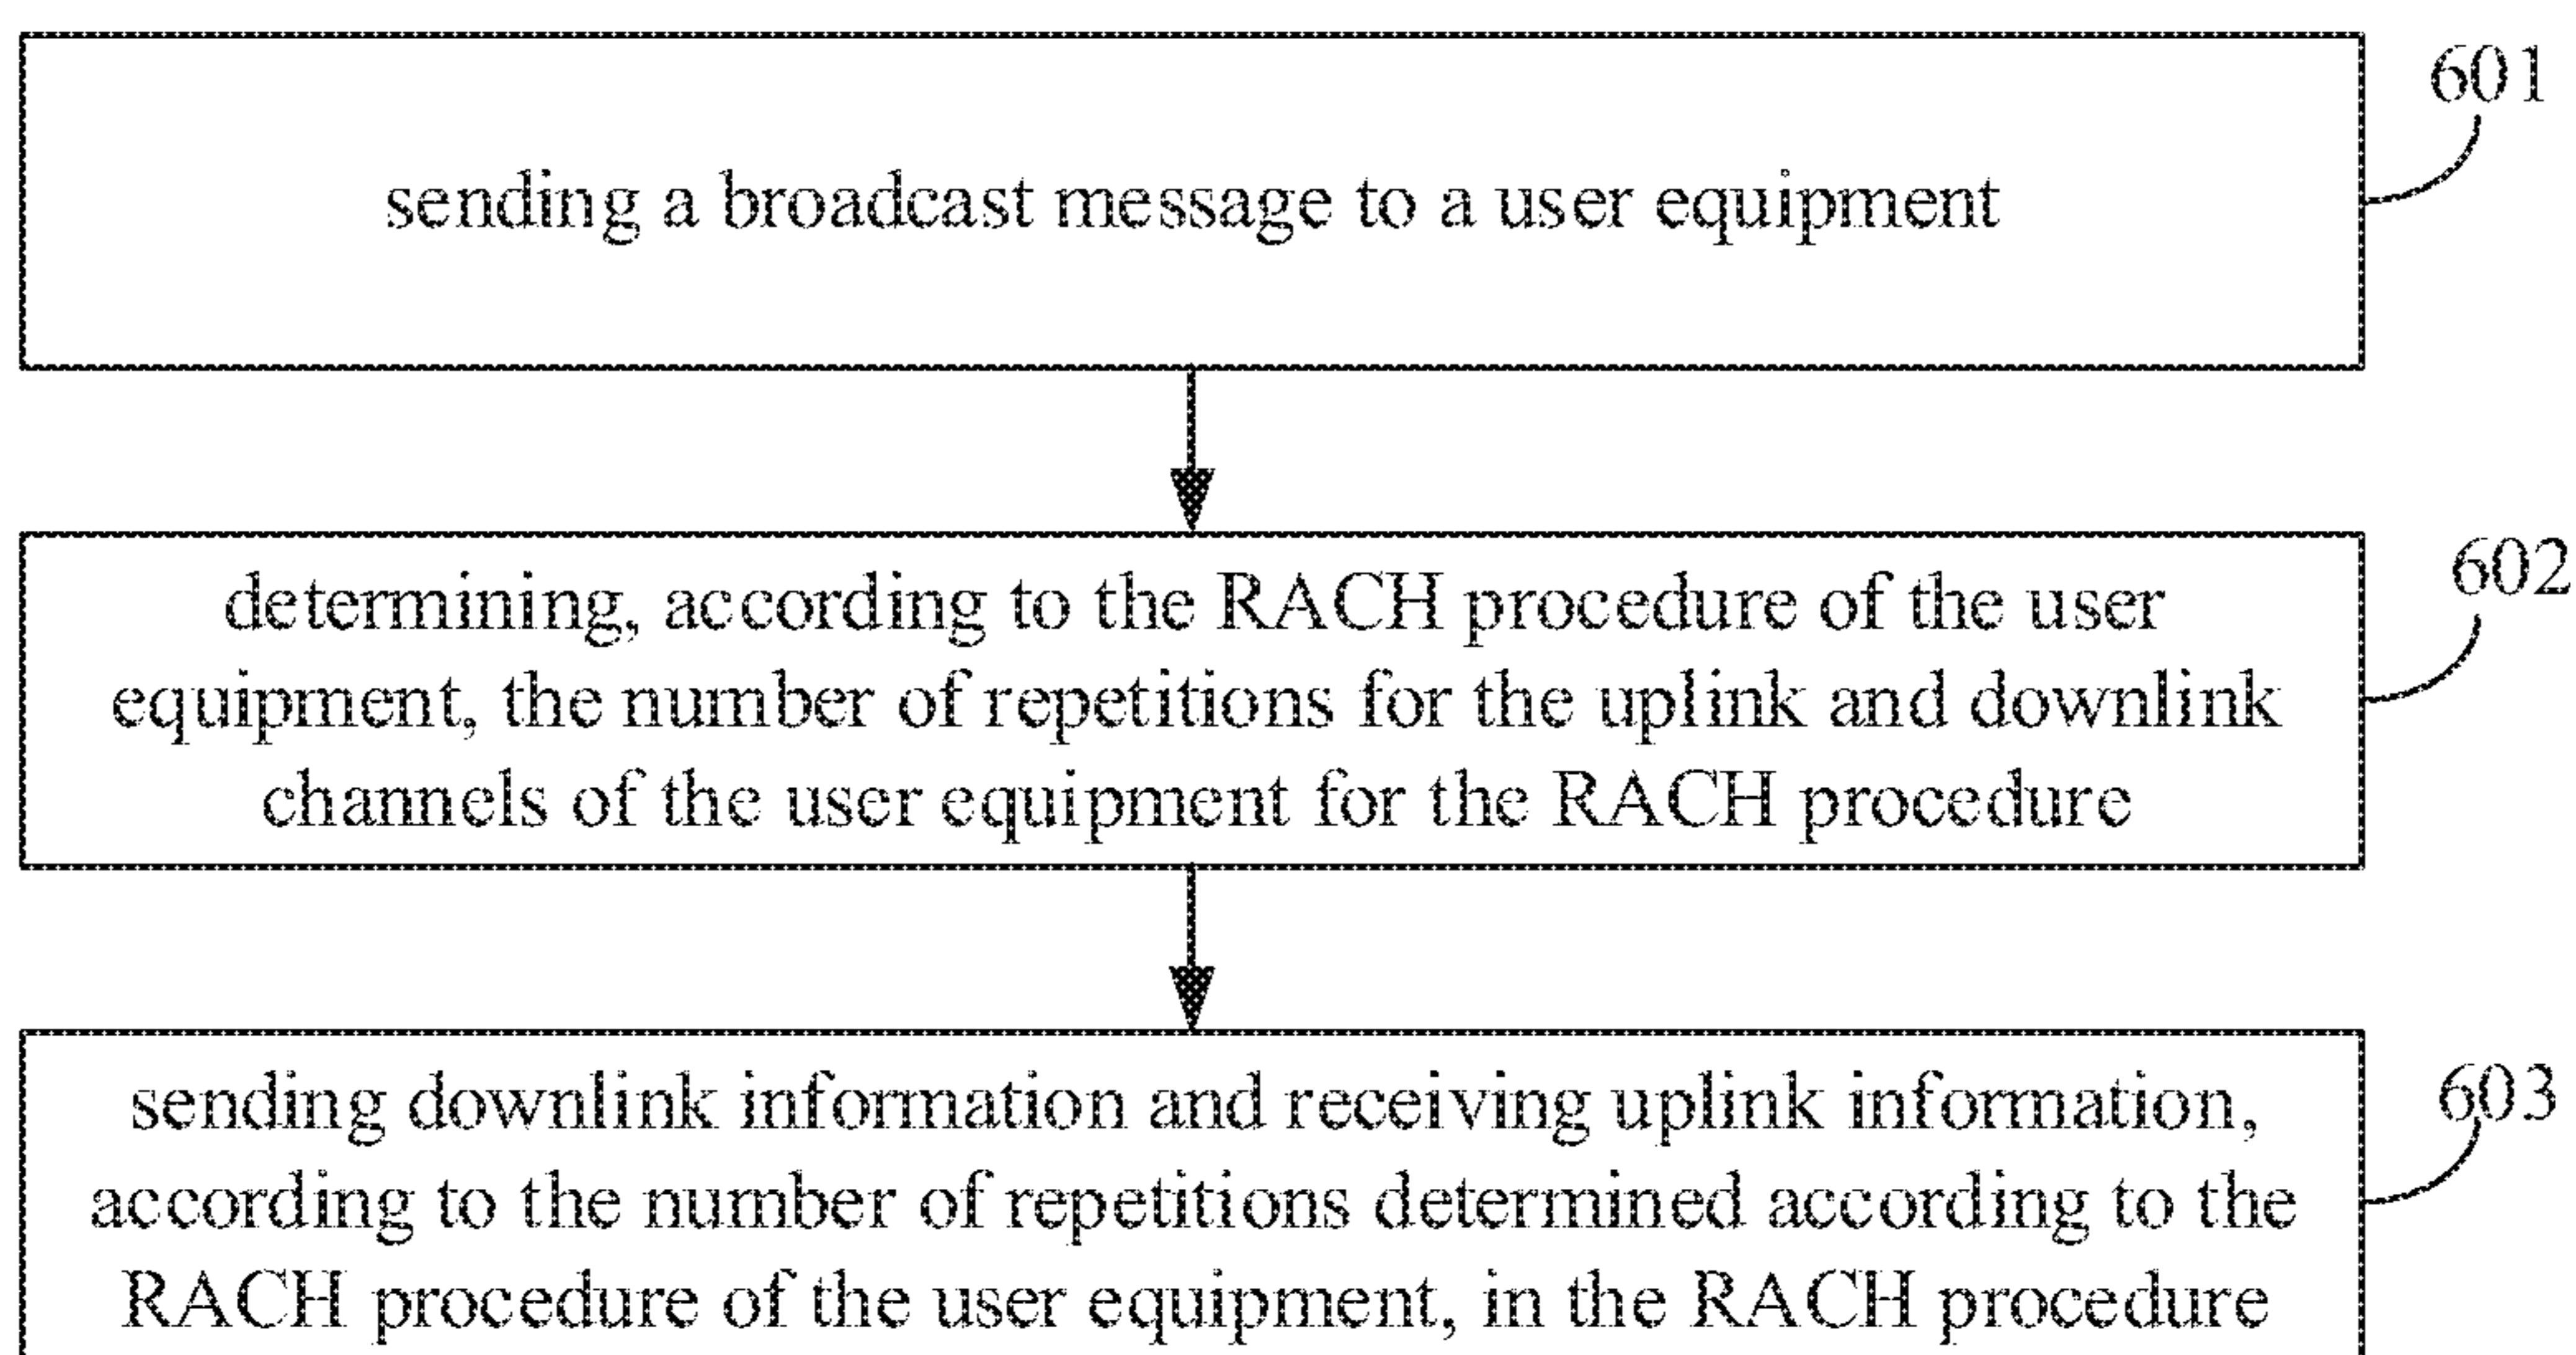 601
sending a broadcast message to a user equipment
602
determining, according to the RACH procedure of the user
equipment, the number of repetitions for the uplink and downlink
channels of the user equipment for the RACH procedure
603
sending downlink information and receiving uplink information,
according to the number of repetitions determined according to the
RACH procedure of the user equipment, in the RACH procedure